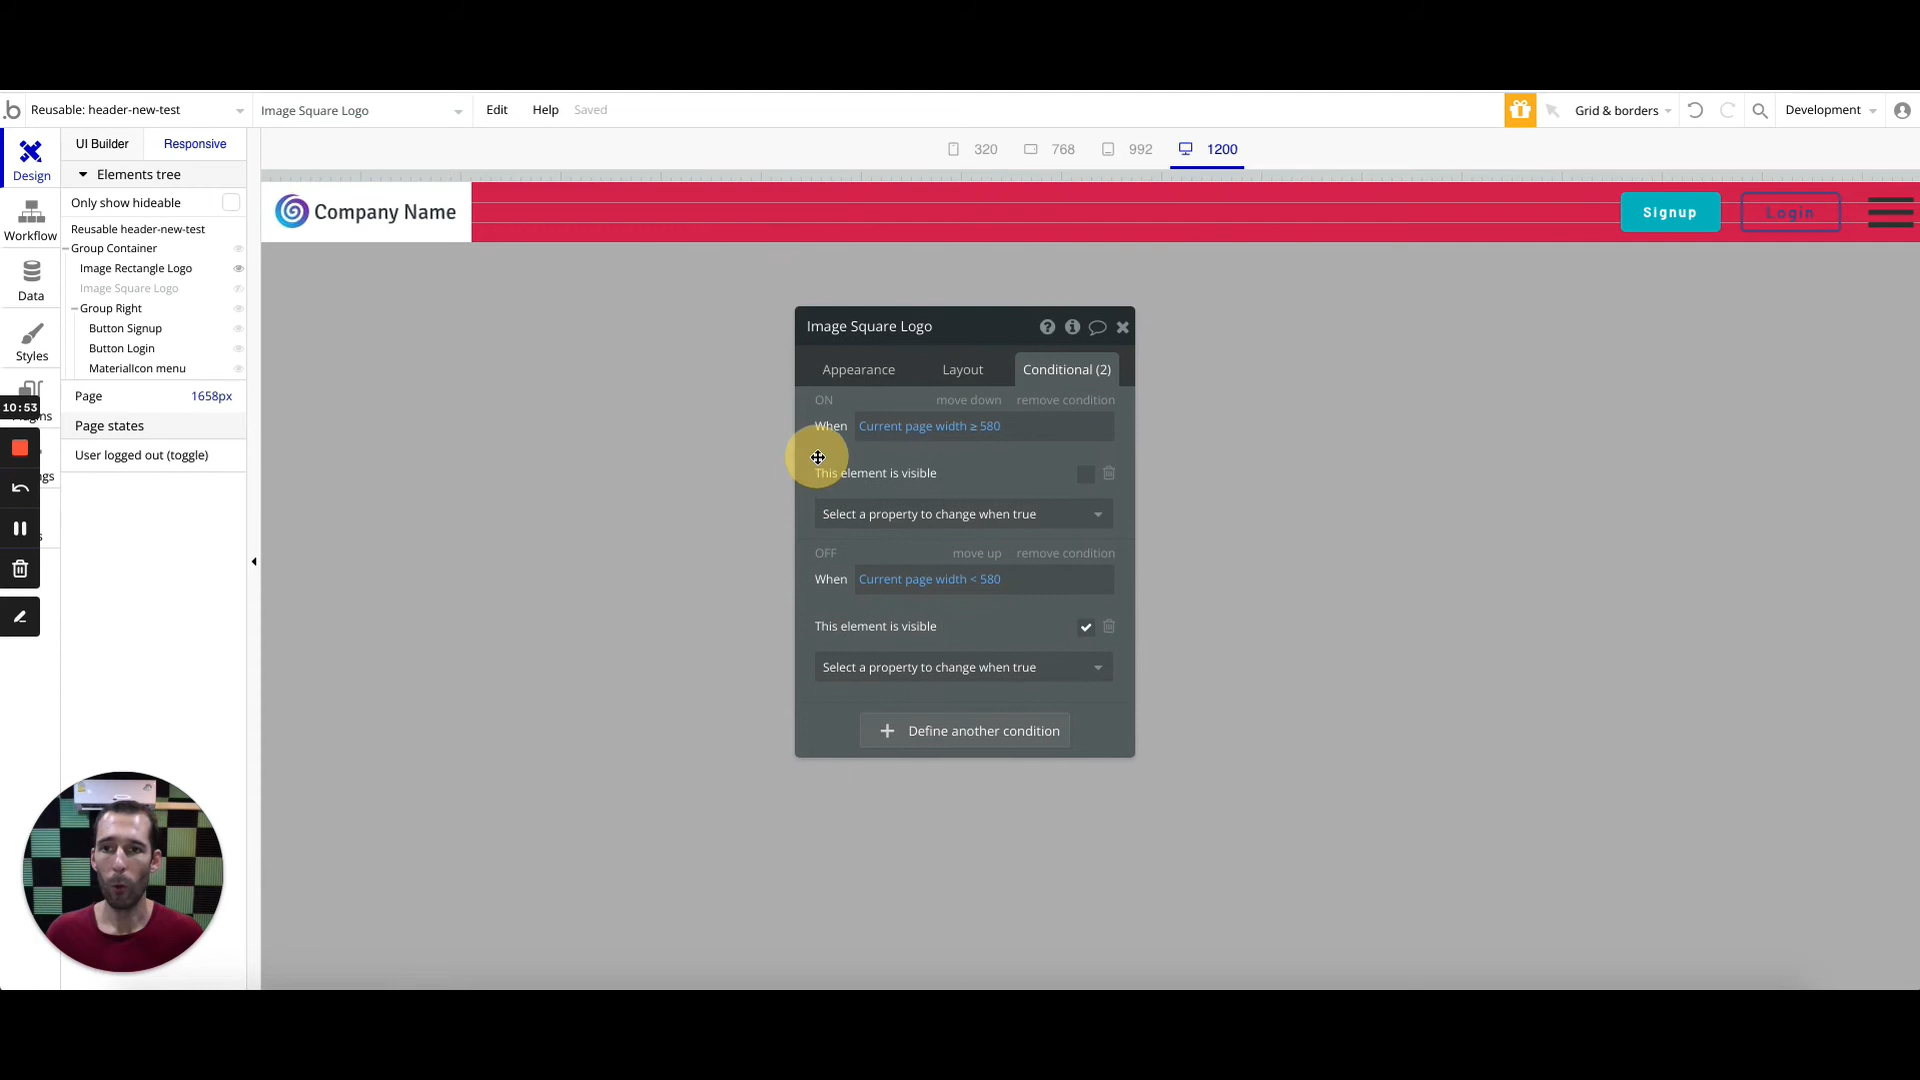 .b Reusable: header-new-test Image Square Logo Edit Help Saved Grid & borders Development
UI Builder Responsive
320 768 992 1200
Design
Elements tree
Only show hideable
Reusable header-new-test
Group Container
Image Rectangle Logo
Image Square Logo
Group Right
Button Signup
Button Login
MaterialIcon menu
Page 1658px
Page states
User logged out (toggle)
Workflow
Data
Styles
10:53
Company Name
Signup
Login
Image Square Logo
Appearance Layout Conditional (2)
ON move down remove condition
When Current page width ≥ 580
This element is visible
Select a property to change when true
OFF move up remove condition
When Current page width < 580
This element is visible
Select a property to change when true
+ Define another condition